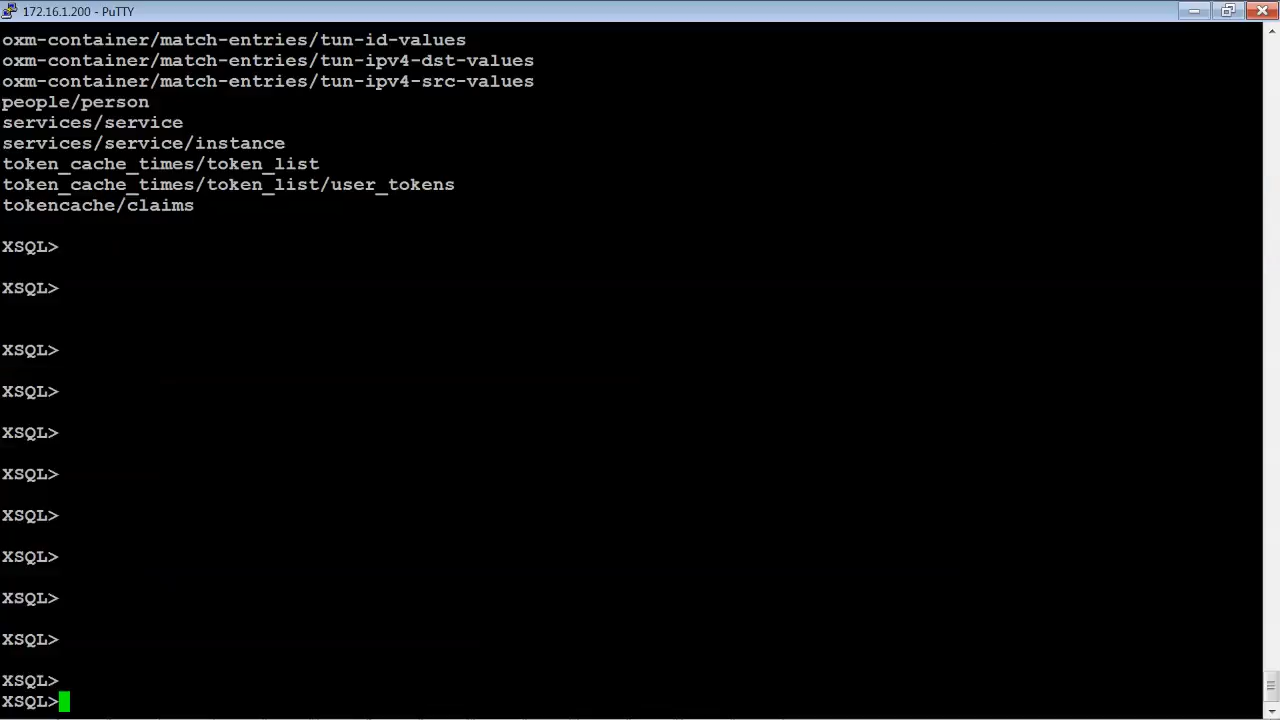 172.16.1.200 - PuTTY
oxm-container/match-entries/tun-id-values
oxm-container/match-entries/tun-ipv4-dst-values
oxm-container/match-entries/tun-ipv4-src-values
people/person
services/service
services/service/instance
token_cache_times/token_list
token_cache_times/token_list/user_tokens
tokencache/claims
XSQL>
XSQL>
XSQL>
XSQL>
XSQL>
XSQL>
XSQL>
XSQL>
XSQL>
XSQL>
XSQL>
XSQL>